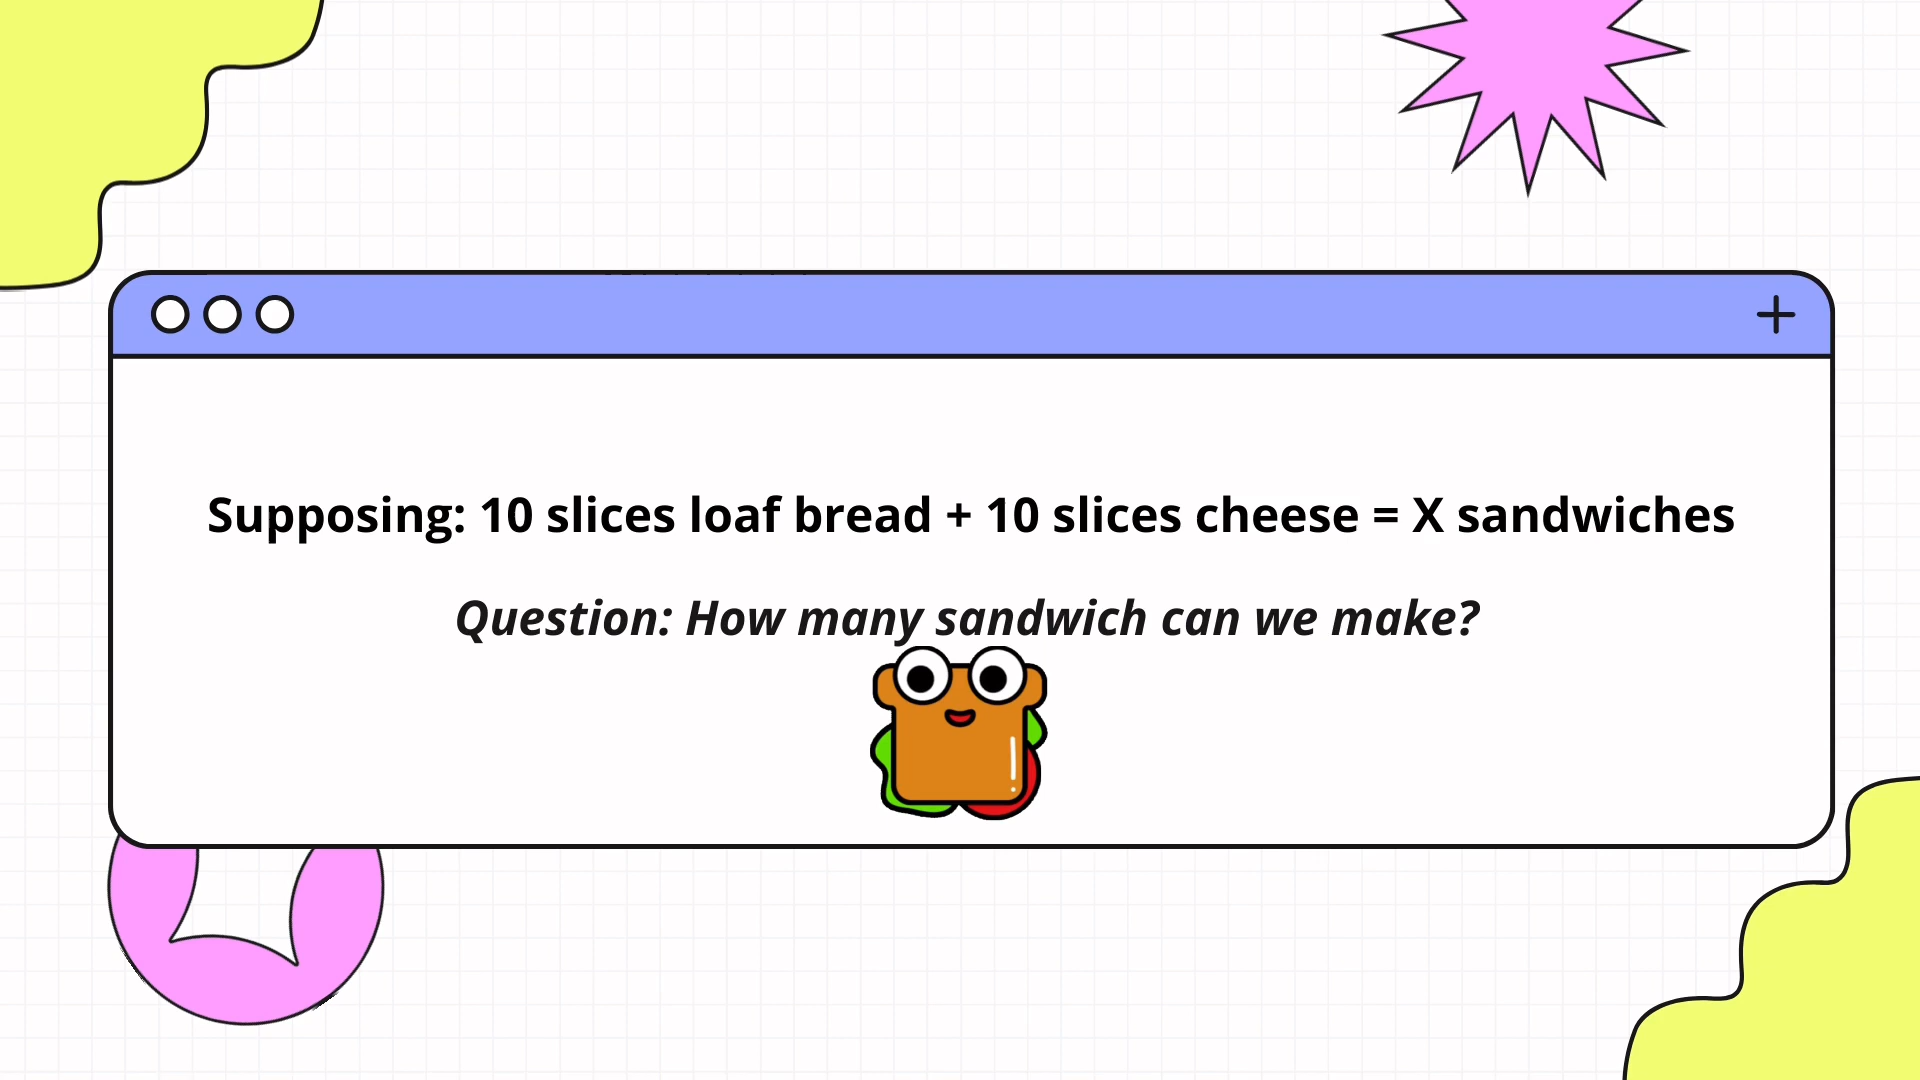 Supposing: 10 slices loaf bread + 10 slices cheese = X sandwiches
Question: How many sandwich can we make?